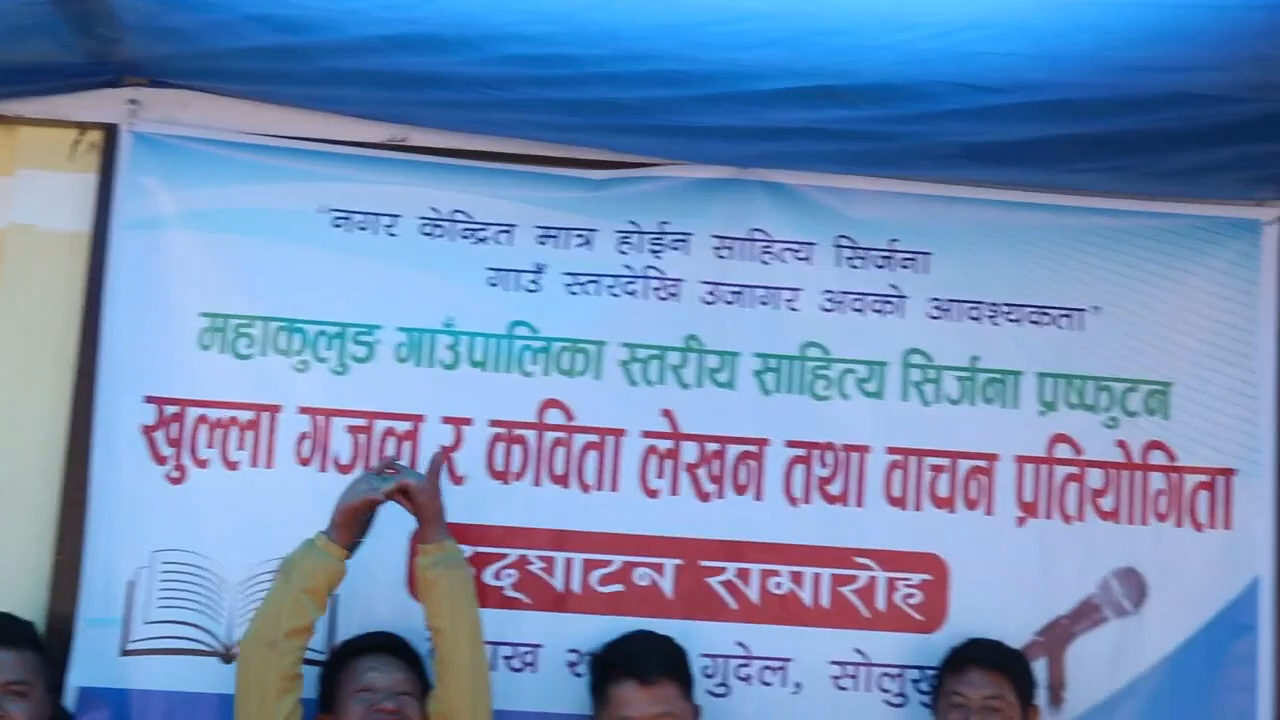 "नगर केन्द्रित मात्र होईन साहित्य सिर्जना
गाउँ स्तरदेखि उजागर अवको आवश्यकता"
महाकुलुङ गाउँपालिका स्तरीय साहित्य सिर्जना प्रष्फुटन
खुल्ला गजल र कविता लेखन तथा वाचन प्रतियोगिता
समारोह
गुदेल,